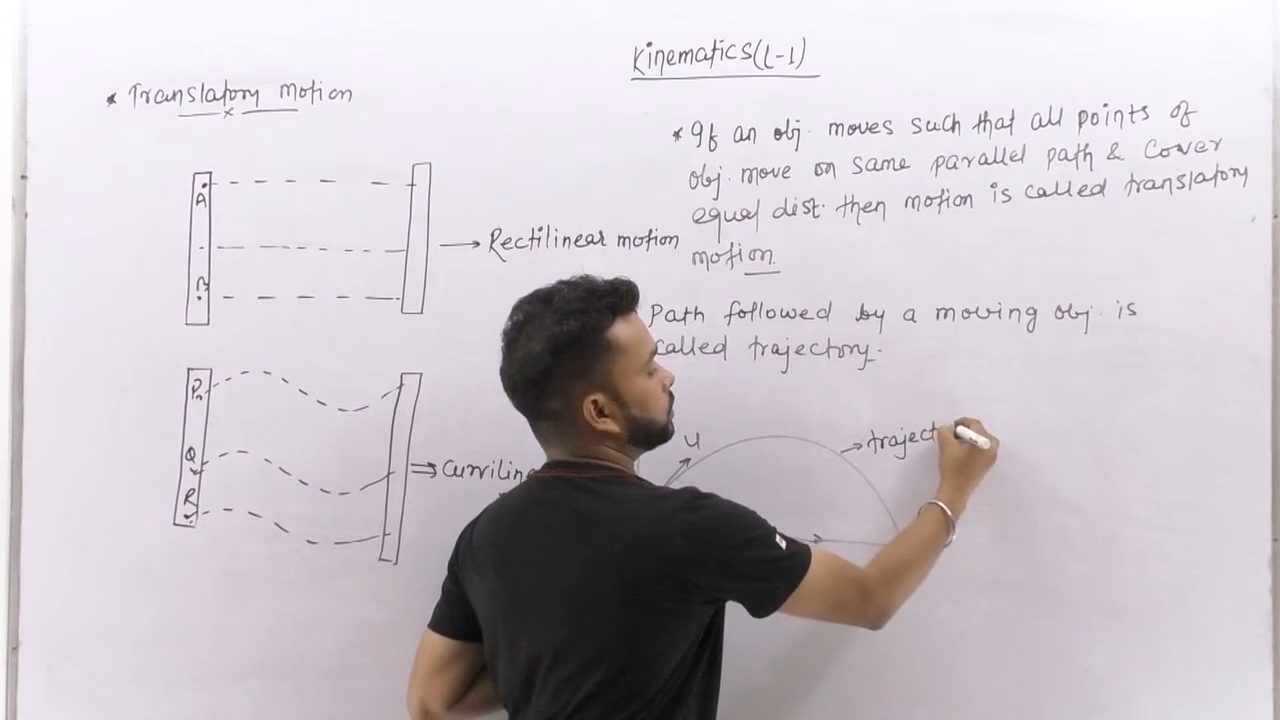 Kinematics (L-1)
* Translatory motion
* If an obj. moves such that all points of
obj. move on same parallel path & cover
equal dist. then motion is called translatory
motion.
A
→ Rectilinear motion
Path followed by a moving obj. is
called trajectory.
P
Q
R
⇒ Curviline
u
→ traject